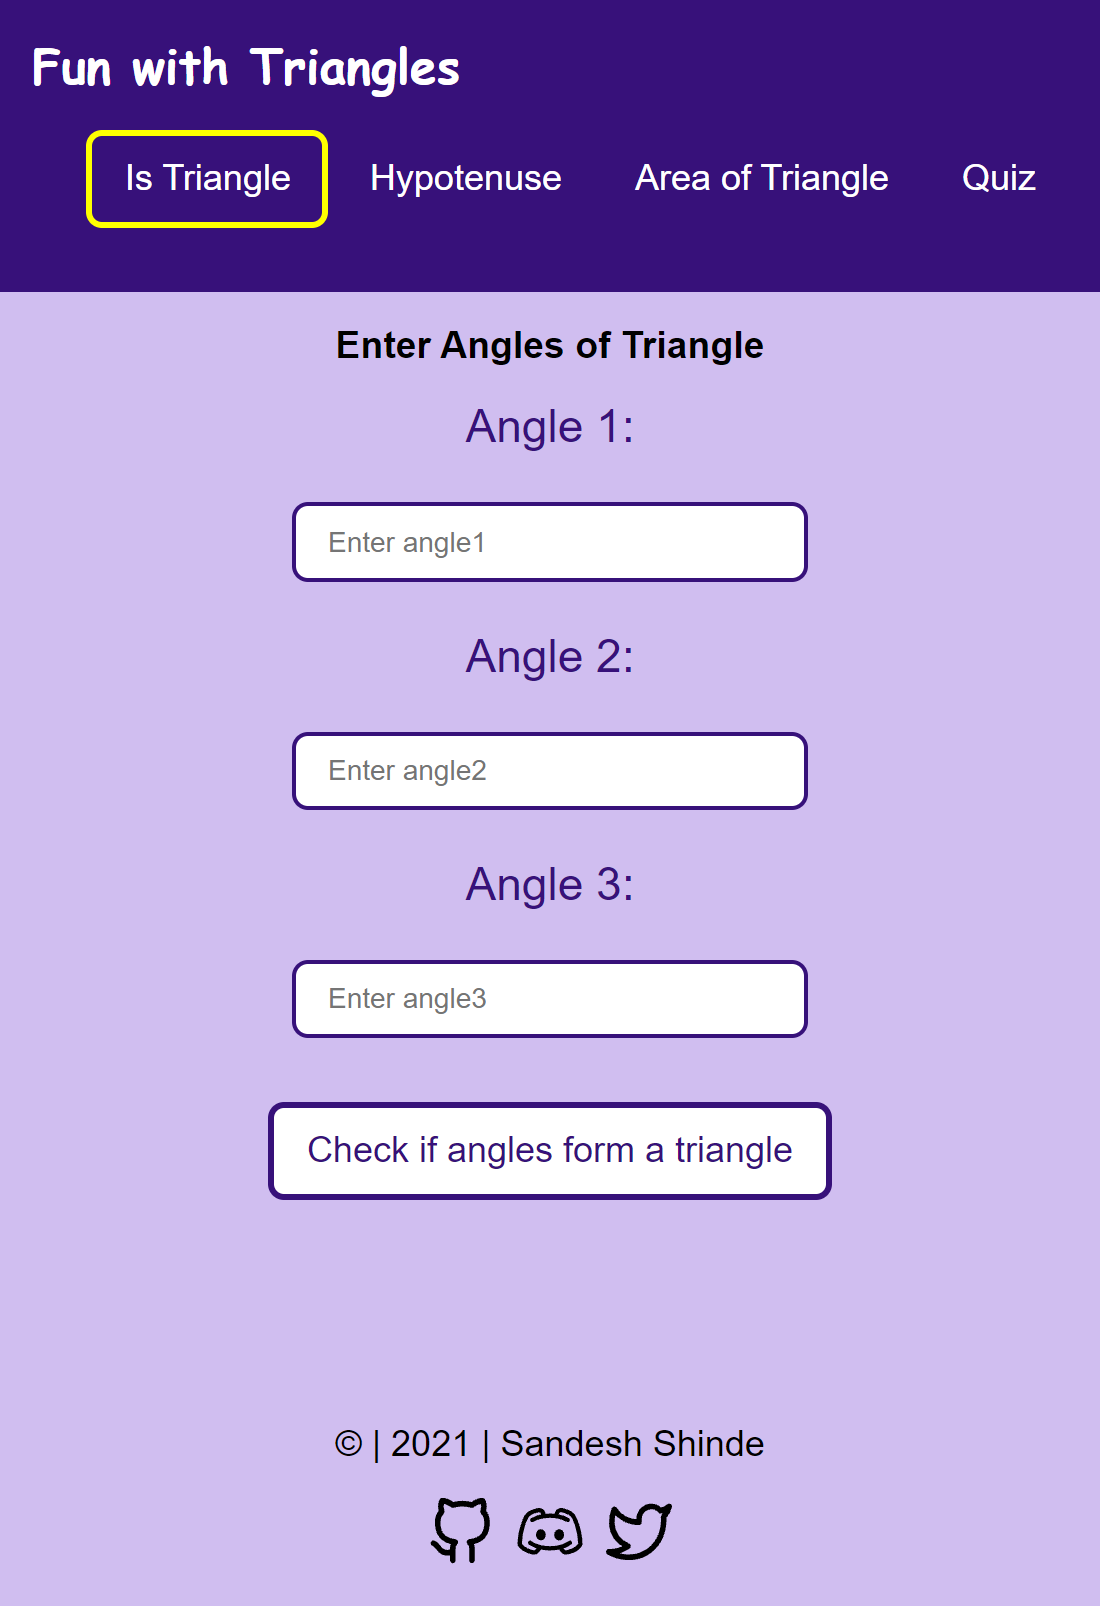 Fun with Triangles
Is Triangle Hypotenuse Area of Triangle Quiz
Enter Angles of Triangle
Angle 1:
Enter angle1
Angle 2:
Enter angle2
Angle 3:
Enter angle3
Check if angles form a triangle
© | 2021 | Sandesh Shinde